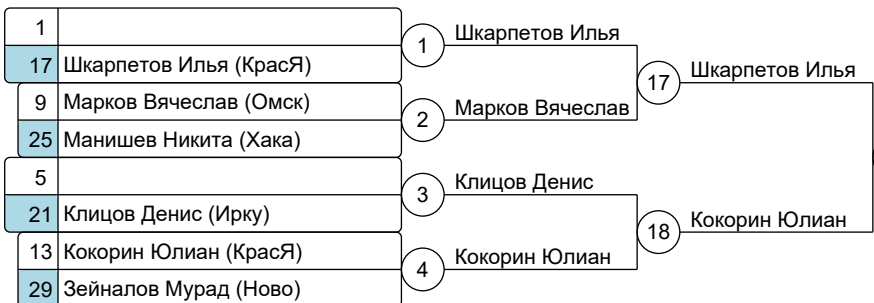 1
17 Шкарпетов Илья (КрасЯ)
9 Марков Вячеслав (Омск)
25 Манишев Никита (Хака)
5
21 Клицов Денис (Ирку)
13 Кокорин Юлиан (КрасЯ)
29 Зейналов Мурад (Ново)
1 Шкарпетов Илья
2 Марков Вячеслав
3 Клицов Денис
4 Кокорин Юлиан
17 Шкарпетов Илья
18 Кокорин Юлиан